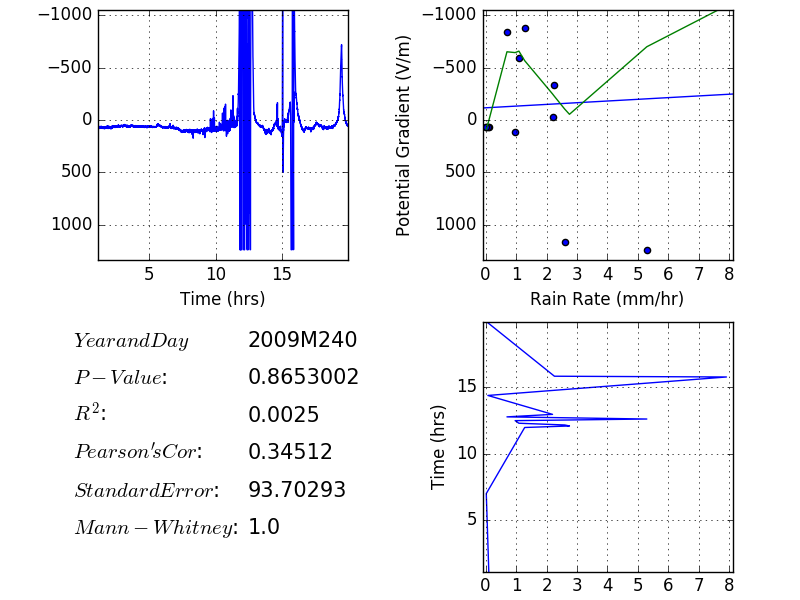 −1000
−500
0
500
1000
5
10
15
Time (hrs)
−1000
−500
0
500
1000
Potential Gradient (V/m)
0 1 2 3 4 5 6 7 8
Rain Rate (mm/hr)
YearandDay 2009M240
P−Value: 0.8653002
R²: 0.0025
Pearson'sCor: 0.34512
StandardError: 93.70293
Mann−Whitney: 1.0
15
10
5
Time (hrs)
0 1 2 3 4 5 6 7 8